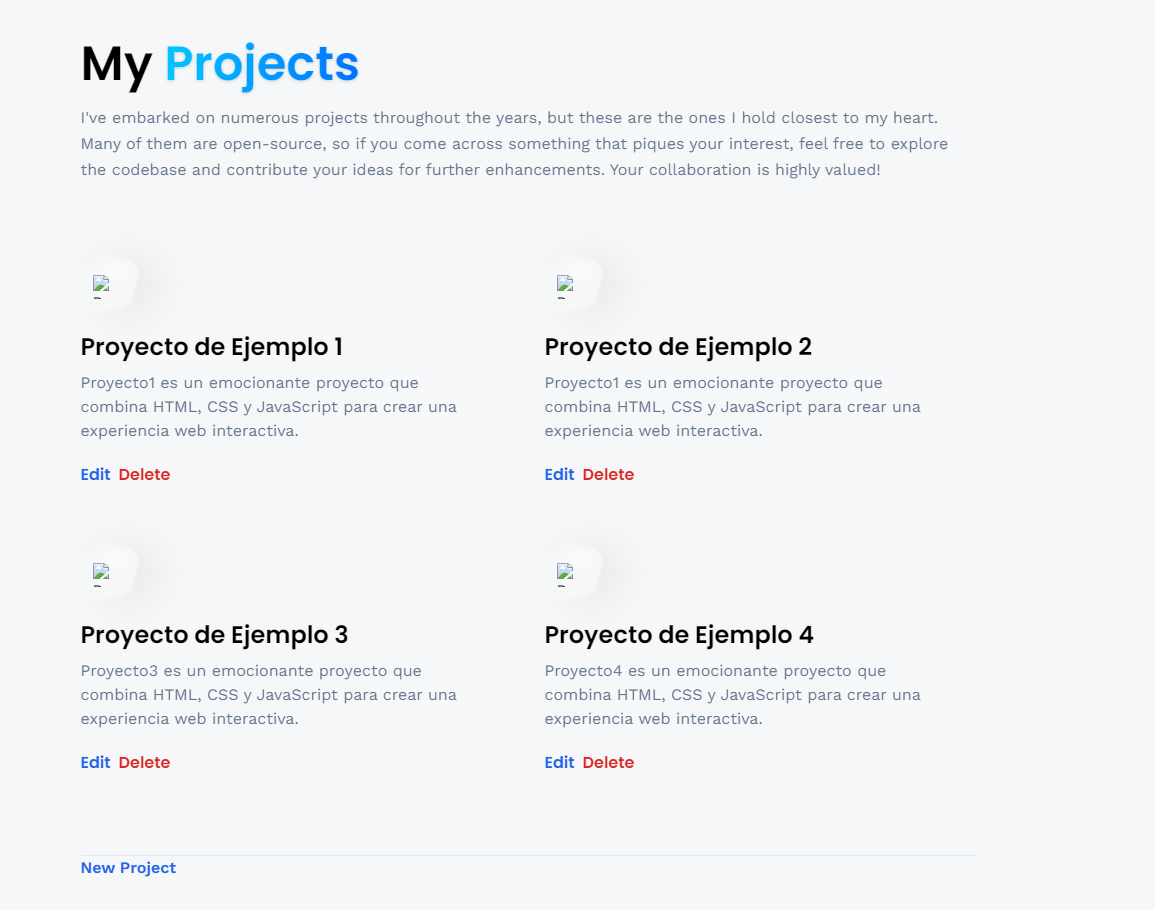 My Projects
I've embarked on numerous projects throughout the years, but these are the ones I hold closest to my heart.
Many of them are open-source, so if you come across something that piques your interest, feel free to explore
the codebase and contribute your ideas for further enhancements. Your collaboration is highly valued!
Proyecto de Ejemplo 1
Proyecto1 es un emocionante proyecto que
combina HTML, CSS y JavaScript para crear una
experiencia web interactiva.
Edit Delete
Proyecto de Ejemplo 2
Proyecto1 es un emocionante proyecto que
combina HTML, CSS y JavaScript para crear una
experiencia web interactiva.
Edit Delete
Proyecto de Ejemplo 3
Proyecto3 es un emocionante proyecto que
combina HTML, CSS y JavaScript para crear una
experiencia web interactiva.
Edit Delete
Proyecto de Ejemplo 4
Proyecto4 es un emocionante proyecto que
combina HTML, CSS y JavaScript para crear una
experiencia web interactiva.
Edit Delete
New Project